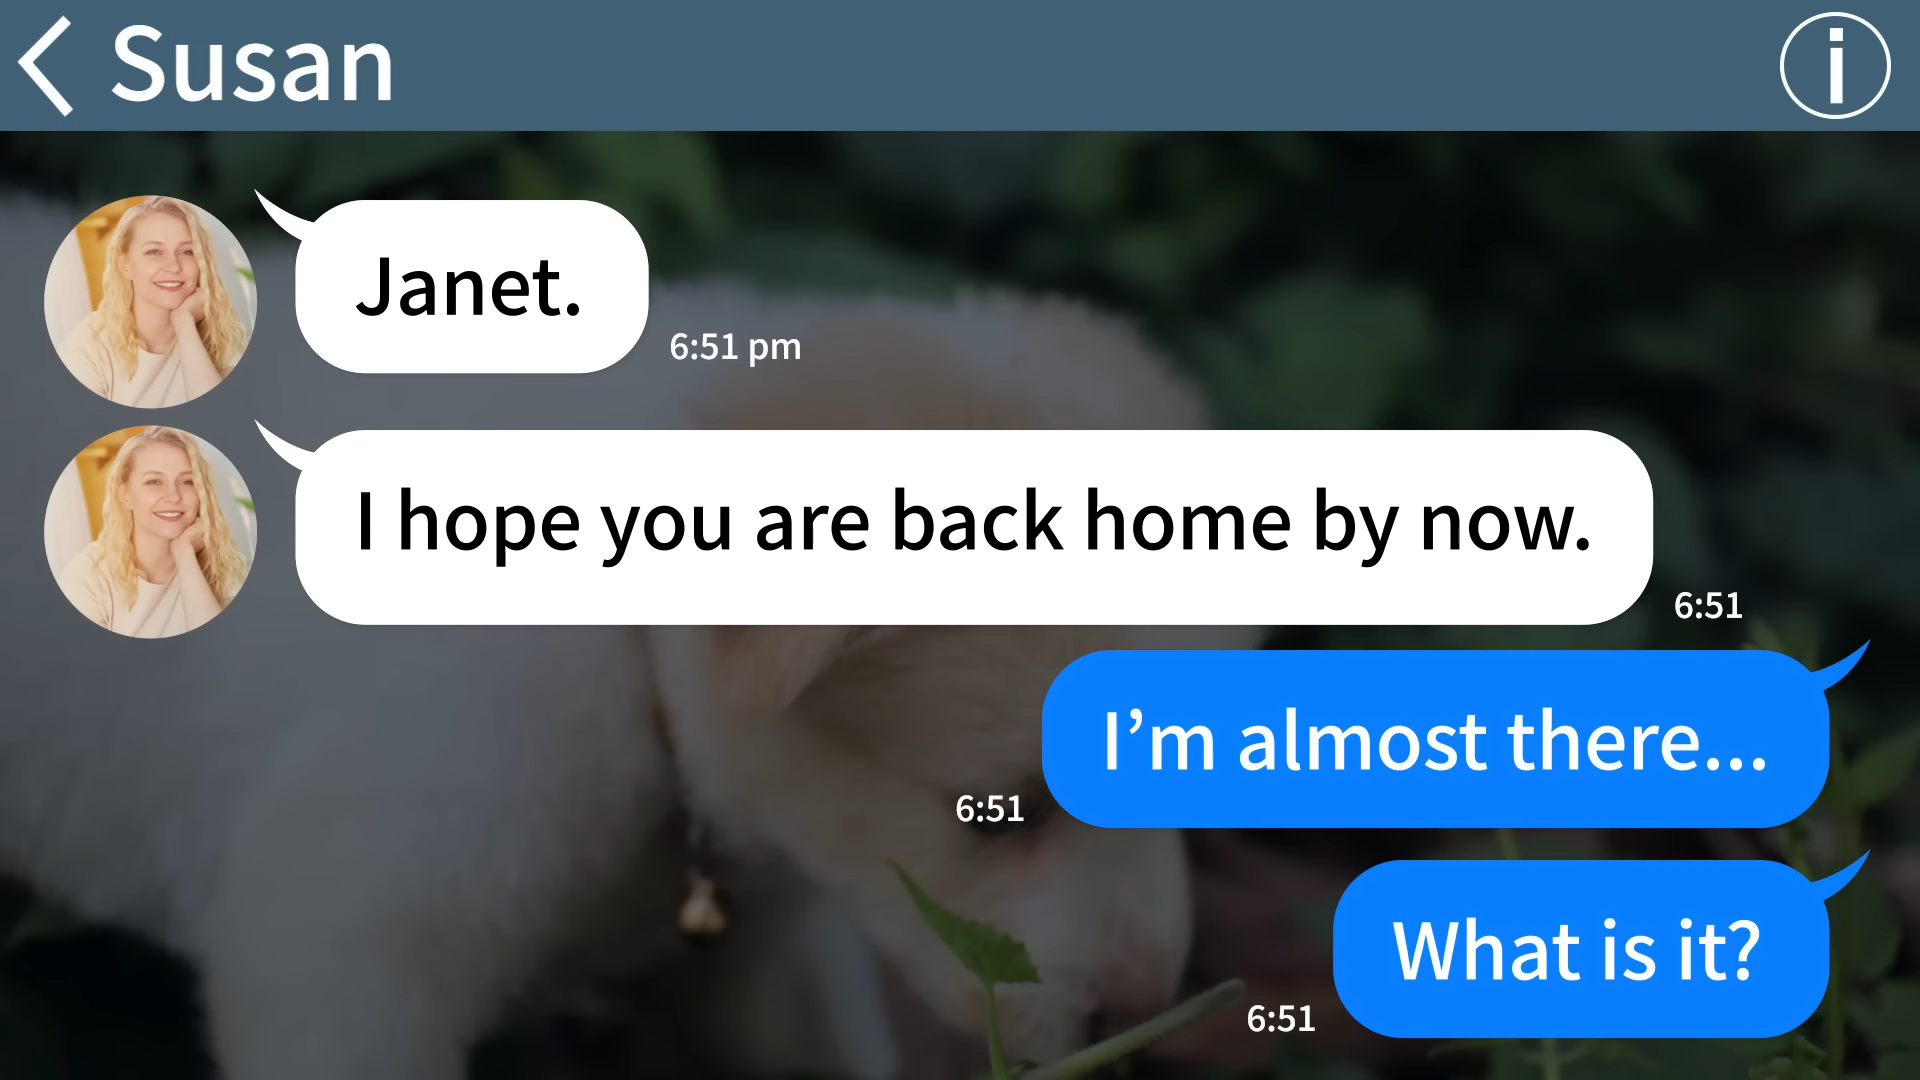 Susan
Janet.
6:51 pm
I hope you are back home by now.
6:51
I’m almost there...
6:51
What is it?
6:51